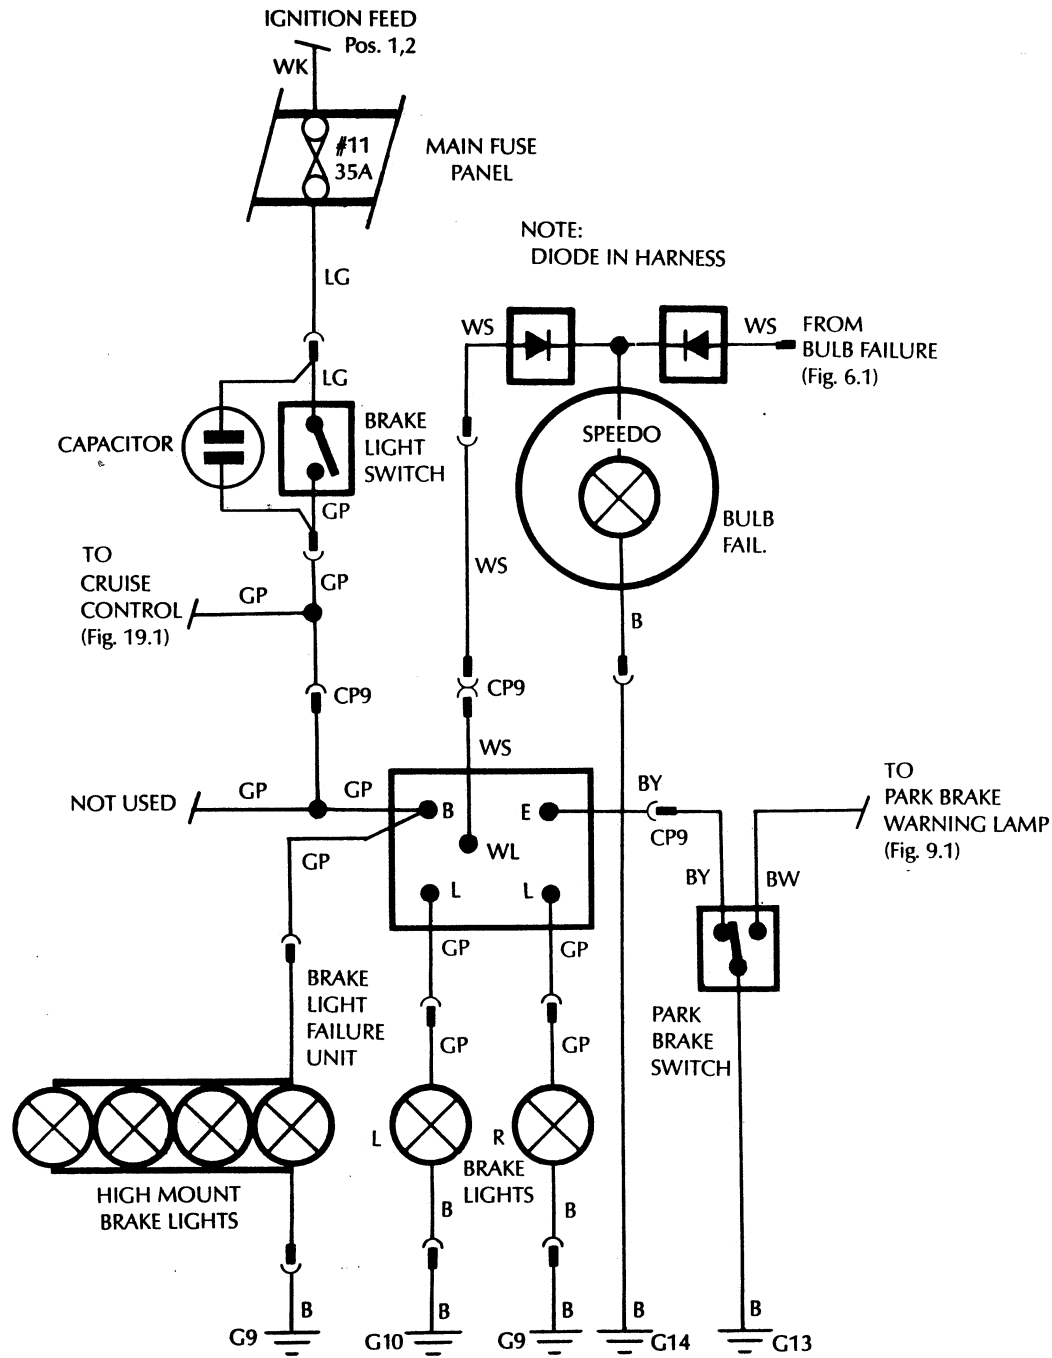 IGNITION FEED
Pos. 1,2
WK
#11
35A
MAIN FUSE
PANEL
LG
NOTE:
DIODE IN HARNESS
WS
WS
FROM
BULB FAILURE
(Fig. 6.1)
LG
CAPACITOR
BRAKE
LIGHT
SWITCH
GP
SPEEDO
BULB
FAIL.
TO
CRUISE
CONTROL
(Fig. 19.1)
GP
GP
WS
B
CP9
CP9
WS
NOT USED
GP
GP
B
E
WL
L
L
BY
CP9
TO
PARK BRAKE
WARNING LAMP
(Fig. 9.1)
GP
BY
BW
GP
GP
BRAKE
LIGHT
FAILURE
UNIT
PARK
BRAKE
SWITCH
GP
GP
L
R
BRAKE
LIGHTS
HIGH MOUNT
BRAKE LIGHTS
B
B
B
B
B
B
B
G9
G10
G9
G14
G13